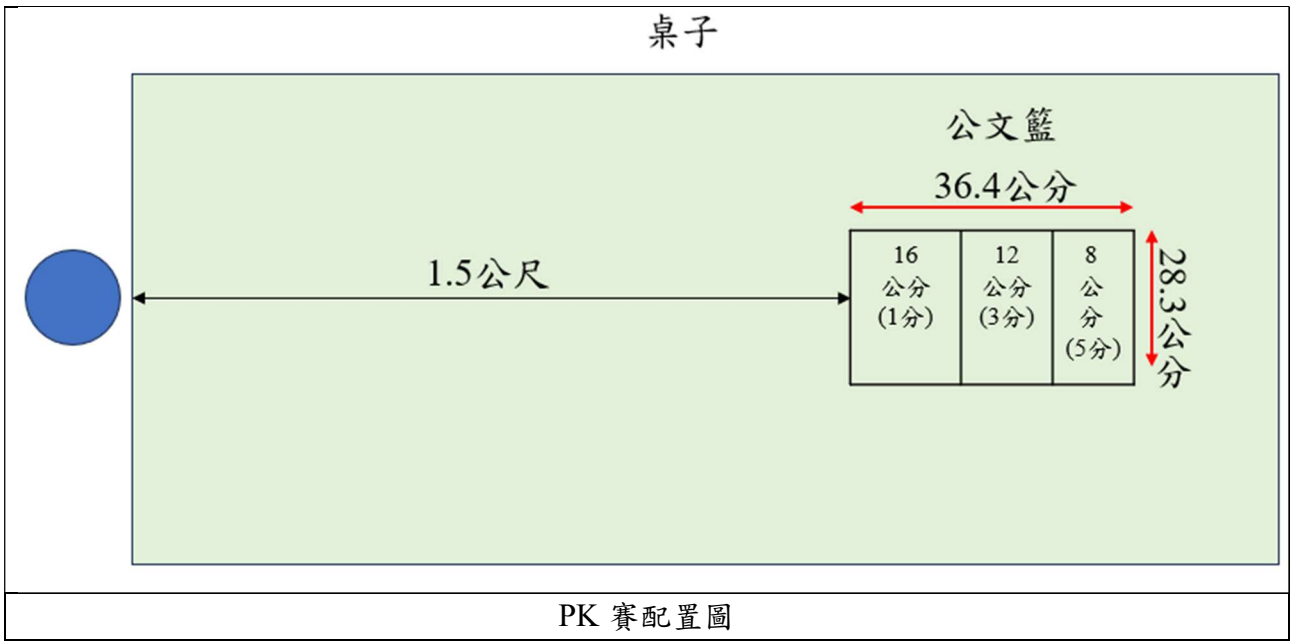 桌子
公文籃
36.4公分
1.5公尺
16
公分
(1分)
12
公分
(3分)
8
公
分
(5分)
28.3公分
PK 賽配置圖